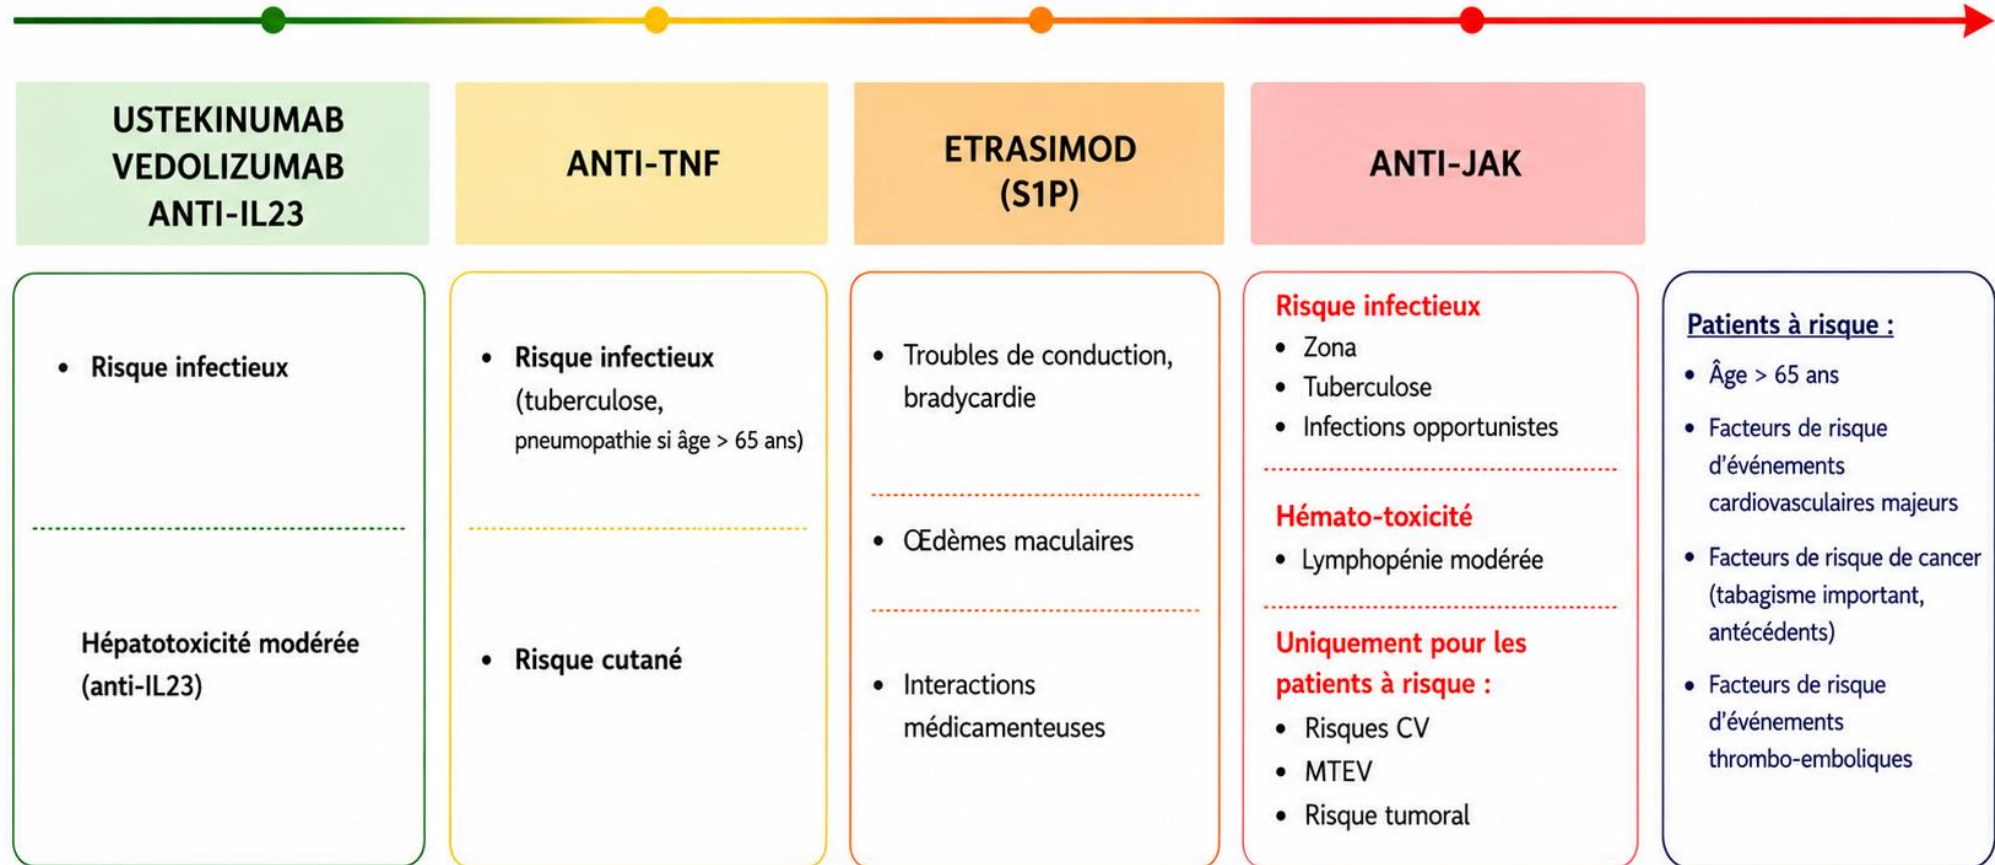 USTEKINUMAB
VEDOLIZUMAB
ANTI-IL23
ANTI-TNF
ETRASIMOD
(S1P)
ANTI-JAK
• Risque infectieux
Hépatotoxicité modérée
(anti-IL23)
• Risque infectieux
(tuberculose,
pneumopathie si âge > 65 ans)
• Risque cutané
• Troubles de conduction,
bradycardie
• Œdèmes maculaires
• Interactions
médicamenteuses
Risque infectieux
• Zona
• Tuberculose
• Infections opportunistes
Hémato-toxicité
• Lymphopénie modérée
Uniquement pour les
patients à risque :
• Risques CV
• MTEV
• Risque tumoral
Patients à risque :
• Âge > 65 ans
• Facteurs de risque
d’événements
cardiovasculaires majeurs
• Facteurs de risque de cancer
(tabagisme important,
antécédents)
• Facteurs de risque
d’événements
thrombo-emboliques